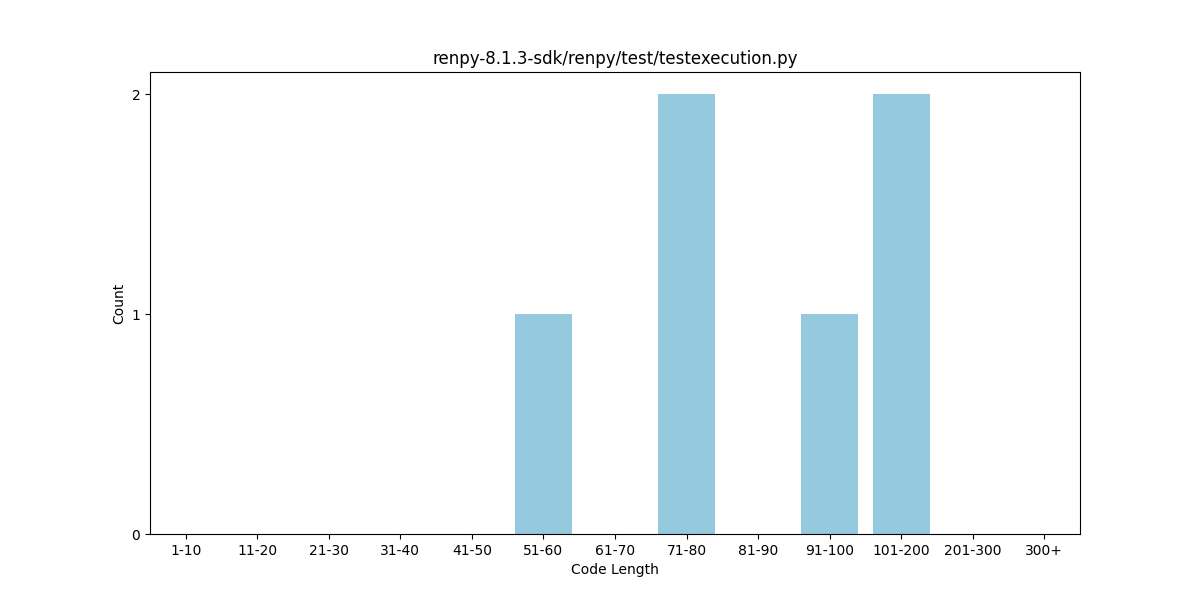 renpy-8.1.3-sdk/renpy/test/testexecution.py
Count
2
1
0
1-10 11-20 21-30 31-40 41-50 51-60 61-70 71-80 81-90 91-100 101-200 201-300 300+
Code Length